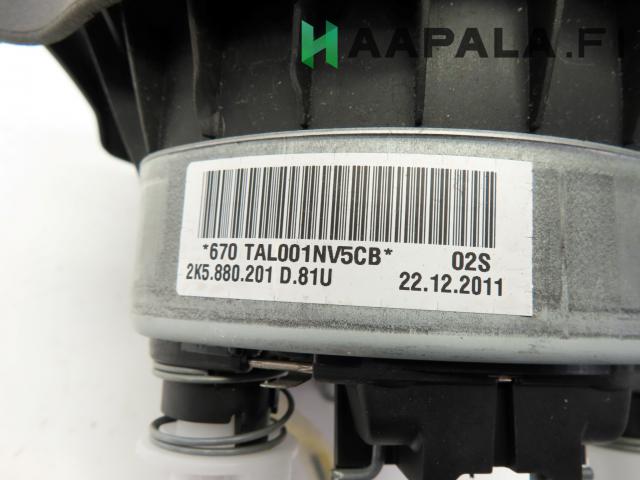 HAAPALA.FI
*670 TAL001NV5CB* 02S
2K5.880.201 D.81U 22.12.2011